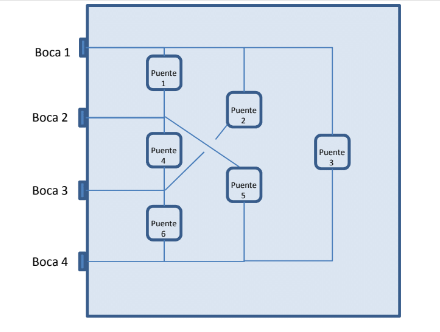 Boca 1
Puente
1
Boca 2
Puente
2
Puente
4
Puente
3
Boca 3
Puente
5
Puente
6
Boca 4